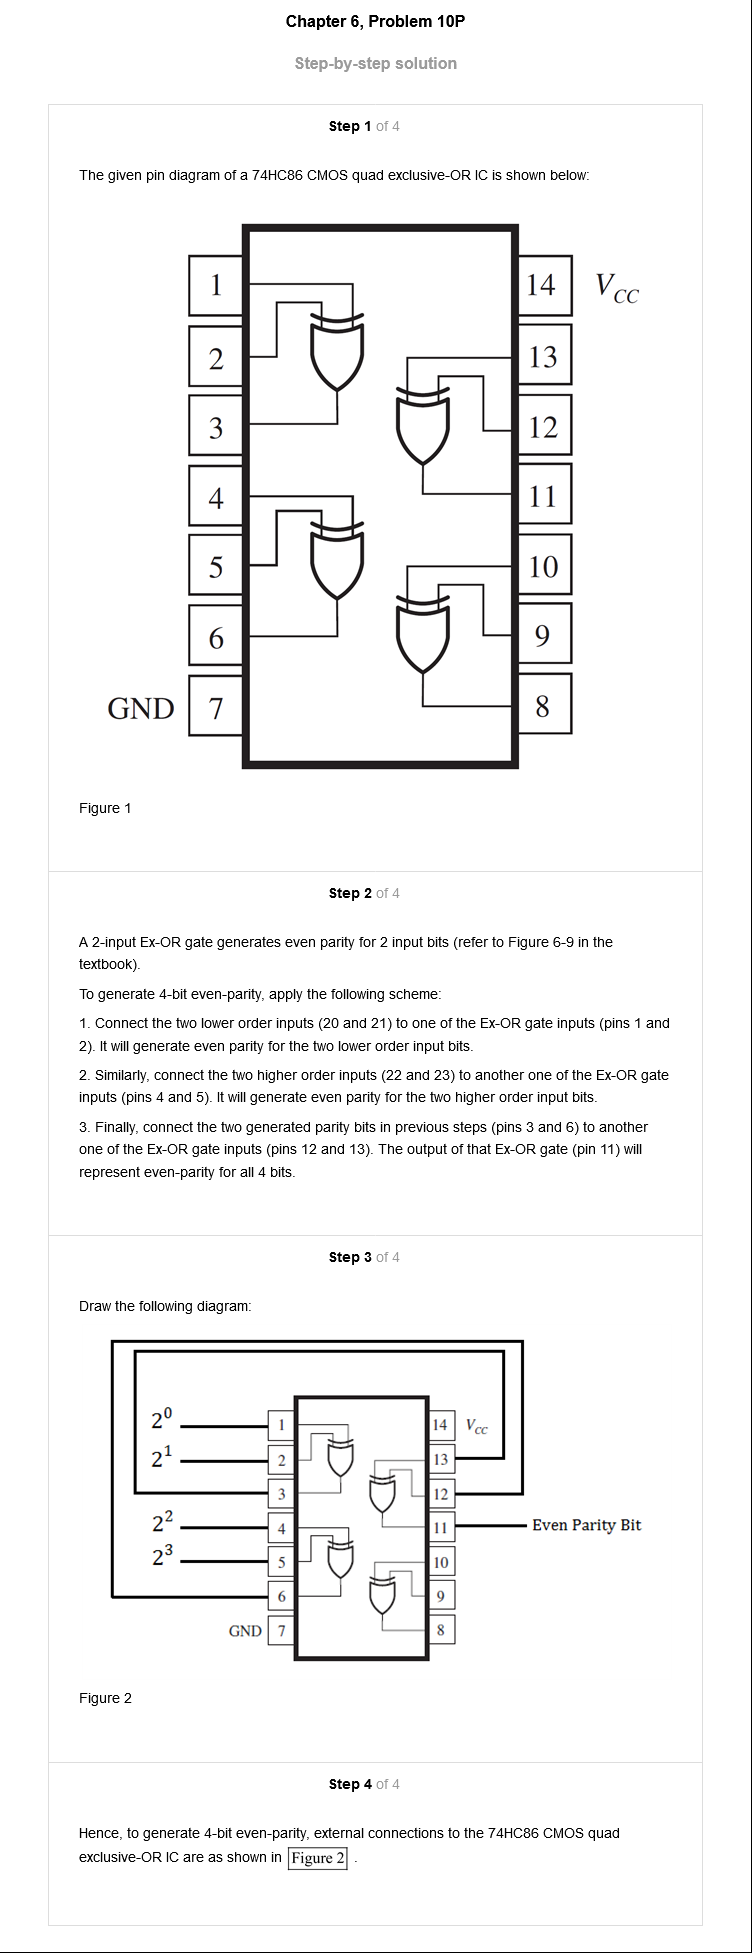 Chapter 6, Problem 10P
Step-by-step solution
Step 1 of 4
The given pin diagram of a 74HC86 CMOS quad exclusive-OR IC is shown below:
1
14 V_CC
2
13
3
12
4
11
5
10
6
9
GND 7
8
Figure 1
Step 2 of 4
A 2-input Ex-OR gate generates even parity for 2 input bits (refer to Figure 6-9 in the
textbook).
To generate 4-bit even-parity, apply the following scheme:
1. Connect the two lower order inputs (20 and 21) to one of the Ex-OR gate inputs (pins 1 and
2). It will generate even parity for the two lower order input bits.
2. Similarly, connect the two higher order inputs (22 and 23) to another one of the Ex-OR gate
inputs (pins 4 and 5). It will generate even parity for the two higher order input bits.
3. Finally, connect the two generated parity bits in previous steps (pins 3 and 6) to another
one of the Ex-OR gate inputs (pins 12 and 13). The output of that Ex-OR gate (pin 11) will
represent even-parity for all 4 bits.
Step 3 of 4
Draw the following diagram:
2⁰ 1 14 V_CC
2¹ 2 13
3 12
2² 4 11 Even Parity Bit
2³ 5 10
6 9
GND 7 8
Figure 2
Step 4 of 4
Hence, to generate 4-bit even-parity, external connections to the 74HC86 CMOS quad
exclusive-OR IC are as shown in Figure 2 .